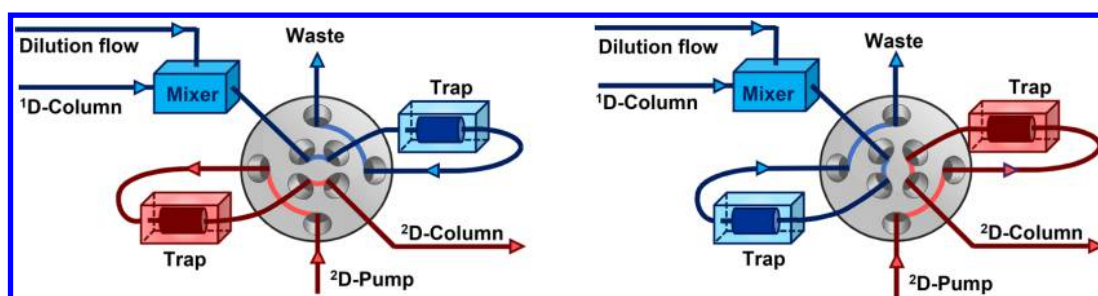 Dilution flow
Waste
Trap
Mixer
¹D-Column
Trap
²D-Column
²D-Pump
Dilution flow
Waste
Trap
Mixer
¹D-Column
Trap
²D-Column
²D-Pump